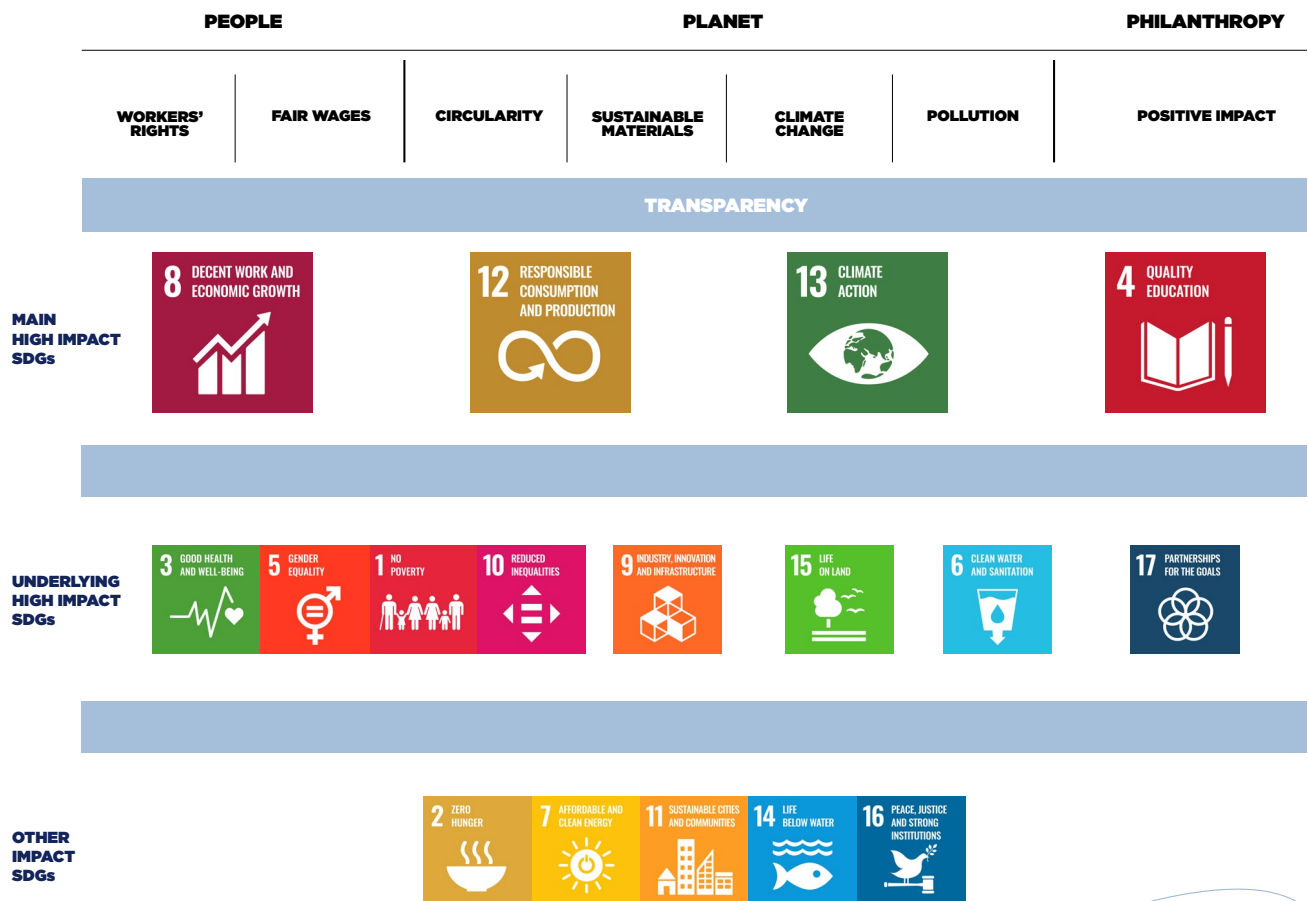 PEOPLE
PLANET
PHILANTHROPY
WORKERS'
RIGHTS
FAIR WAGES
CIRCULARITY
SUSTAINABLE
MATERIALS
CLIMATE
CHANGE
POLLUTION
POSITIVE IMPACT
TRANSPARENCY
MAIN
HIGH IMPACT
SDGs
8 DECENT WORK AND
ECONOMIC GROWTH
12 RESPONSIBLE
CONSUMPTION
AND PRODUCTION
13 CLIMATE
ACTION
4 QUALITY
EDUCATION
UNDERLYING
HIGH IMPACT
SDGs
3 GOOD HEALTH
AND WELL-BEING
5 GENDER
EQUALITY
1 NO
POVERTY
10 REDUCED
INEQUALITIES
9 INDUSTRY, INNOVATION
AND INFRASTRUCTURE
15 LIFE
ON LAND
6 CLEAN WATER
AND SANITATION
17 PARTNERSHIPS
FOR THE GOALS
OTHER
IMPACT
SDGs
2 ZERO
HUNGER
7 AFFORDABLE AND
CLEAN ENERGY
11 SUSTAINABLE CITIES
AND COMMUNITIES
14 LIFE
BELOW WATER
16 PEACE, JUSTICE
AND STRONG
INSTITUTIONS